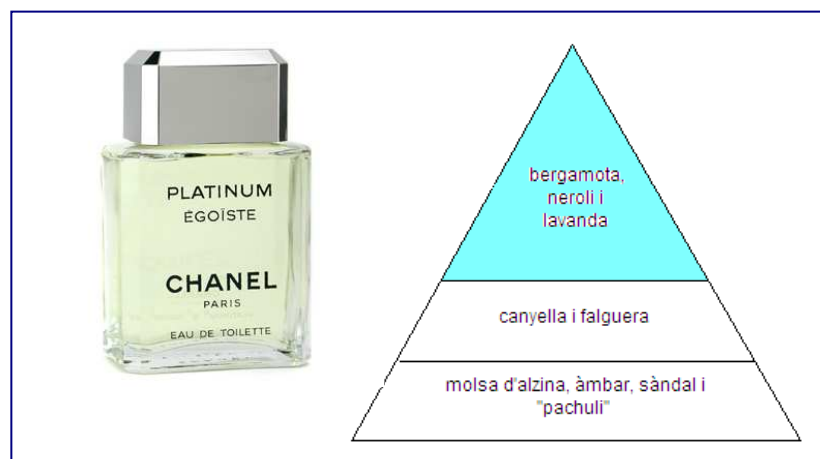 PLATINUM
ÉGOÏSTE
CHANEL
PARIS
EAU DE TOILETTE
bergamota,
neroli i
lavanda
canyella i falguera
molsa d'alzina, àmbar, sàndal i
"pachuli"